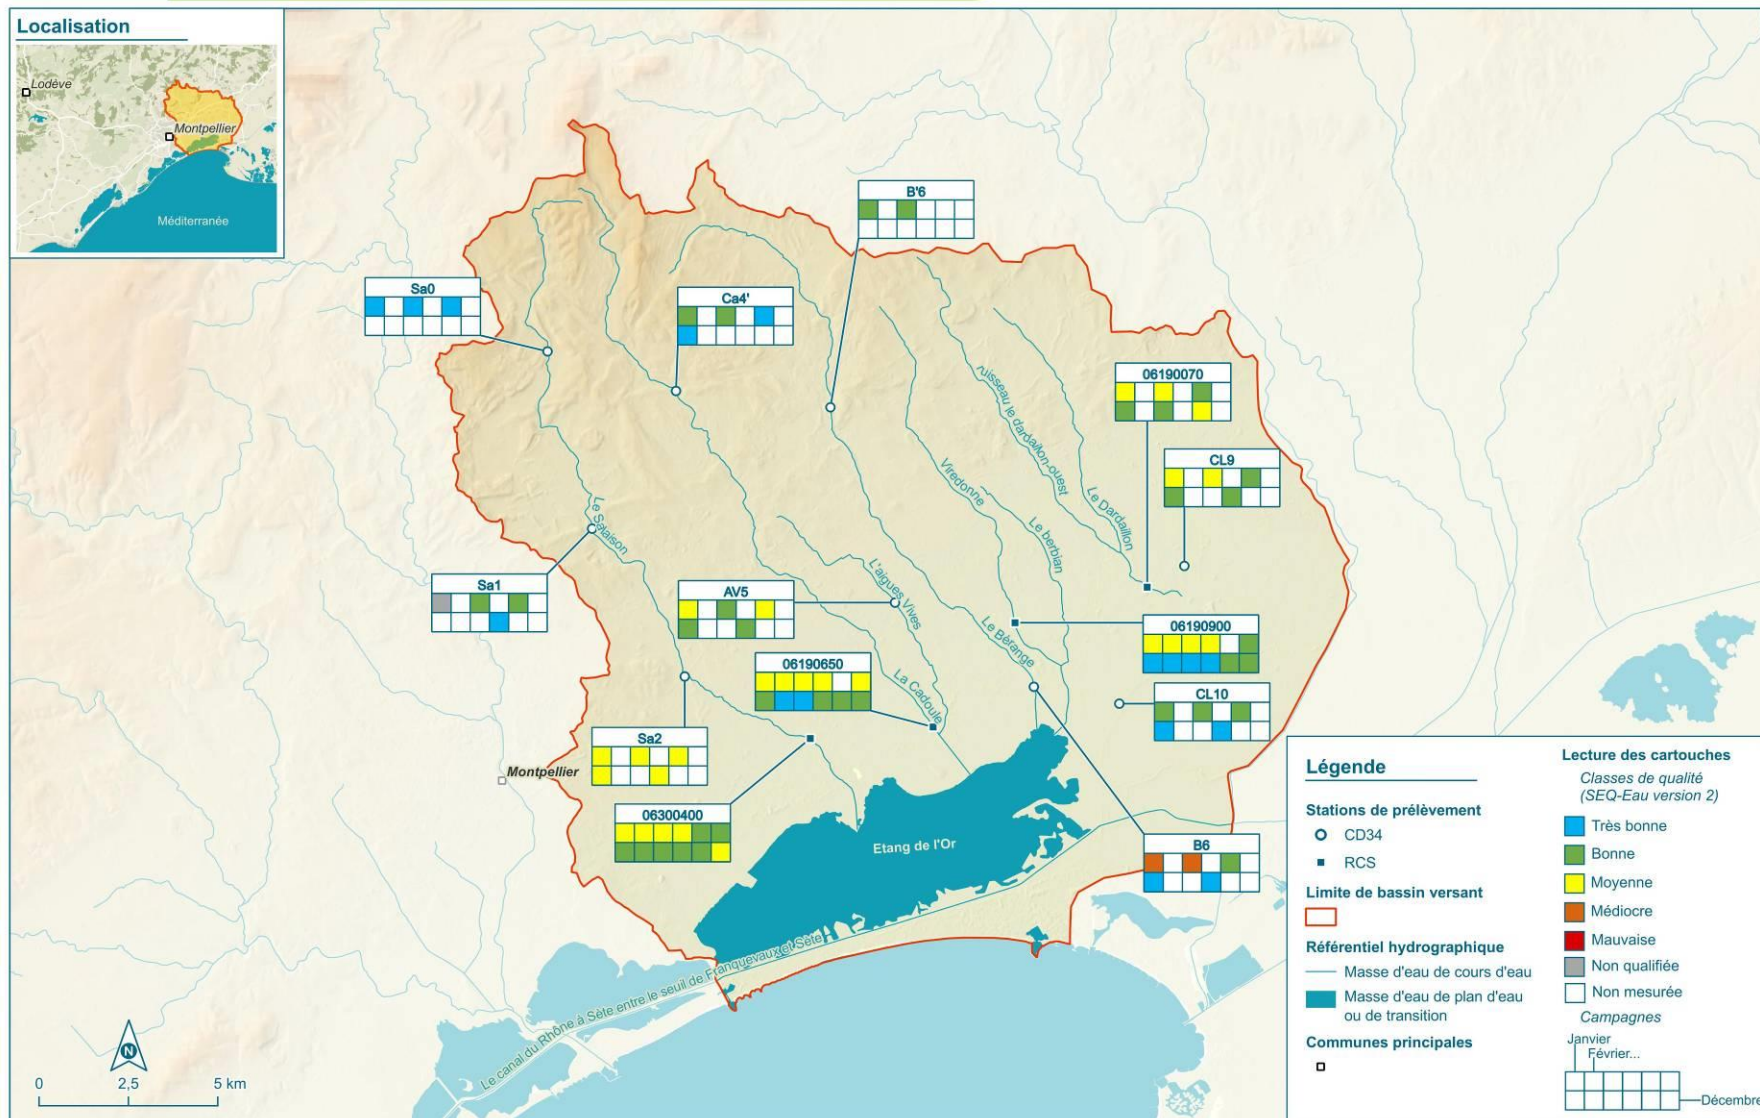 Localisation
Lodève
Montpellier
Méditerranée
B'6
Sa0
Ca4'
06190070
CL9
uisseau le dardaillon-ouest
Viredonne
Le Dardaillon
Le berbian
Le Salaison
Sa1
AV5
L'aigues Vives
Le Bérange
06190900
06190650
La Cadoule
CL10
Sa2
Montpellier
06300400
Etang de l'Or
B6
Le canal du Rhône à Sète entre le seuil de Franquevaux et Sète
N
0 2,5 5 km
Légende
Stations de prélèvement
CD34
RCS
Limite de bassin versant
Référentiel hydrographique
Masse d'eau de cours d'eau
Masse d'eau de plan d'eau
ou de transition
Communes principales
Lecture des cartouches
Classes de qualité
(SEQ-Eau version 2)
Très bonne
Bonne
Moyenne
Médiocre
Mauvaise
Non qualifiée
Non mesurée
Campagnes
Janvier
Février...
Décembre